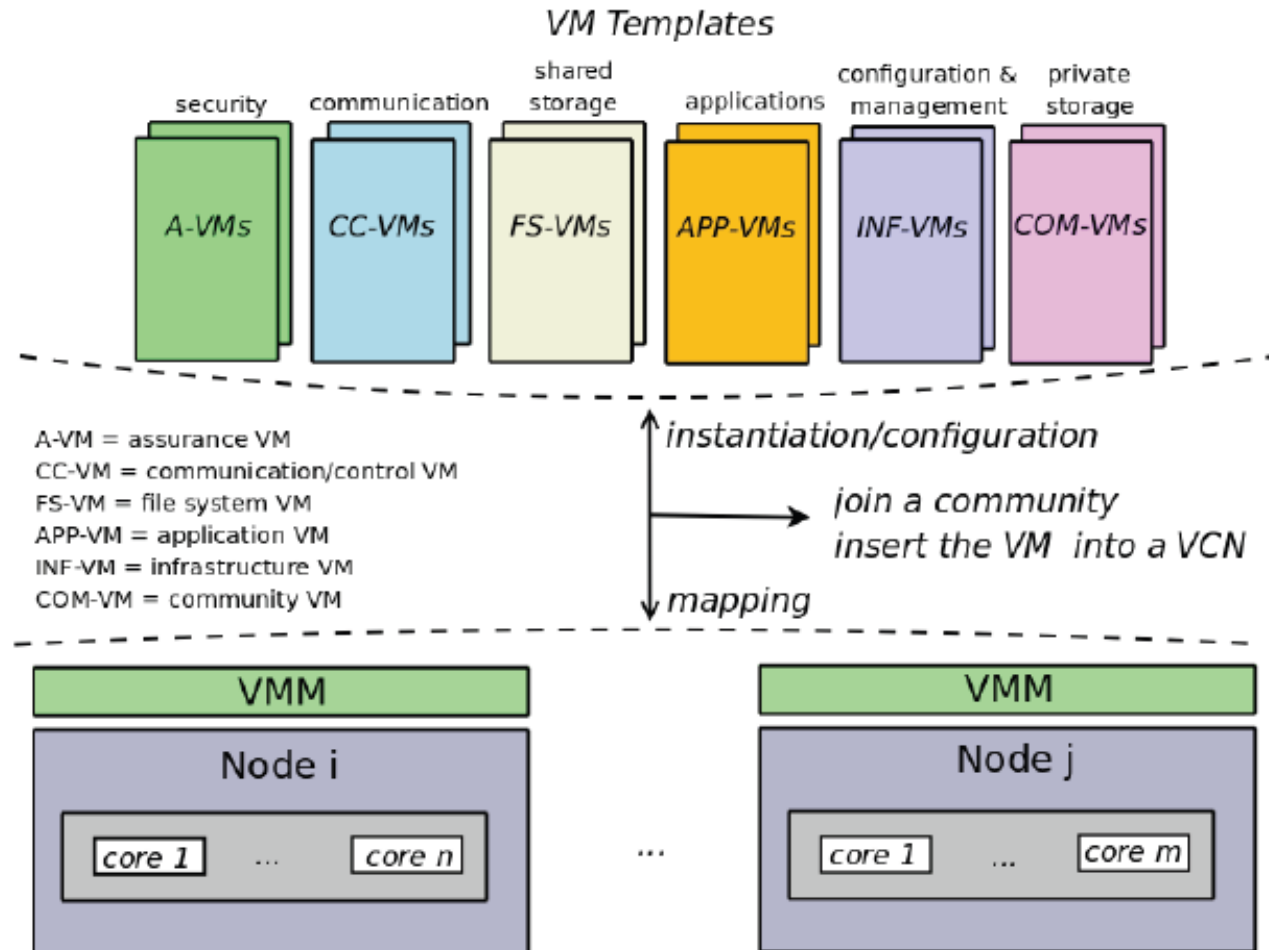 VM Templates
security
communication
shared
storage
applications
configuration &
management
private
storage
A-VMs
CC-VMs
FS-VMs
APP-VMs
INF-VMs
COM-VMs
A-VM = assurance VM
CC-VM = communication/control VM
FS-VM = file system VM
APP-VM = application VM
INF-VM = infrastructure VM
COM-VM = community VM
instantiation/configuration
join a community
insert the VM into a VCN
mapping
VMM
VMM
Node i
Node j
core 1
...
core n
...
core 1
...
core m